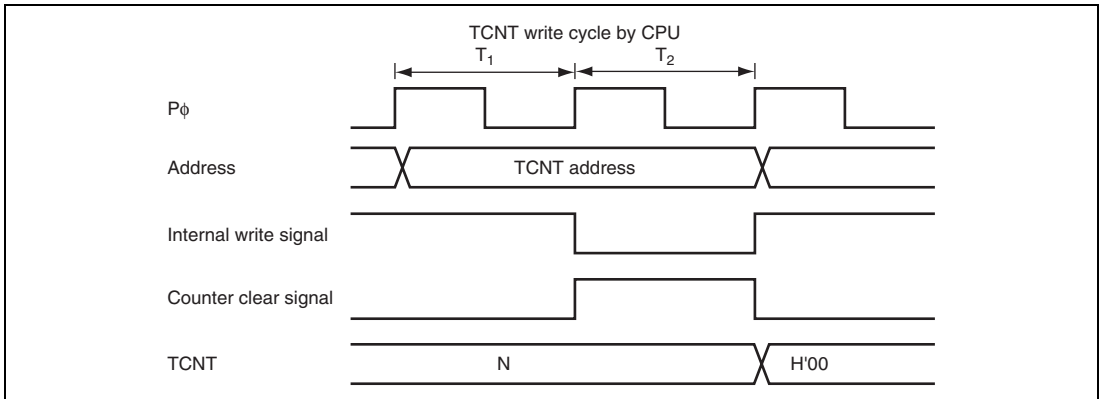 TCNT write cycle by CPU
T₁ T₂
Pϕ
Address TCNT address
Internal write signal
Counter clear signal
TCNT N H'00